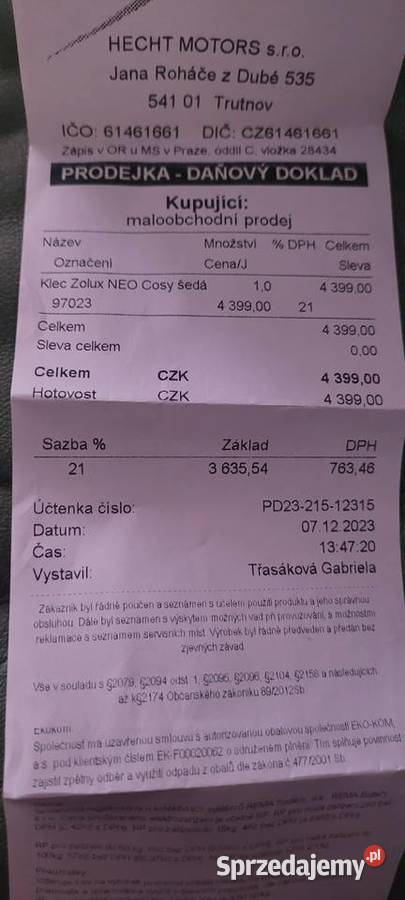 HECHT MOTORS s.r.o.
Jana Roháče z Dubé 535
541 01 Trutnov
IČO: 61461661 DIČ: CZ61461661
Zápis v OR u MS v Praze, oddíl C, vložka 28434
PRODEJKA - DAŇOVÝ DOKLAD
Kupující:
maloobchodní prodej
Název Množství % DPH Celkem
Označení Cena/J Sleva
Klec Zolux NEO Cosy šedá 1,0 4 399,00
97023 4 399,00 21
Celkem 4 399,00
Sleva celkem 0,00
Celkem CZK 4 399,00
Hotovost CZK 4 399,00
Sazba % Základ DPH
21 3 635,54 763,46
Účtenka číslo: PD23-215-12315
Datum: 07.12.2023
Čas: 13:47:20
Vystavil: Třasáková Gabriela
Zákazník byl řádně poučen a seznámen s účelem použití produktu a jeho správnou
obsluhou. Dále byl seznámen s výskytem možných vad při provozování, s možnostmi
reklamace s seznamem servisních míst. Výrobek byl řádně předveden a předán bez
zjevných závad.
Vše v souladu s §2079, §2094 odst. 1, §2095, §2096, §2104, §2158 a následujících
až k§2174 Občanského zákoníku 89/2012Sb
EKOKOM:
Společnost má uzavřenou smlouvu s autorizovanou obalovou společností EKO-KOM,
a.s. pod klientským číslem EK-F00020062 o sdruženém plnění. Tím splňuje povinnost
zajistit zpětný odběr a využití odpadu z obalů dle zákona č.477/2001 Sb.
Sprzedajemy.pl